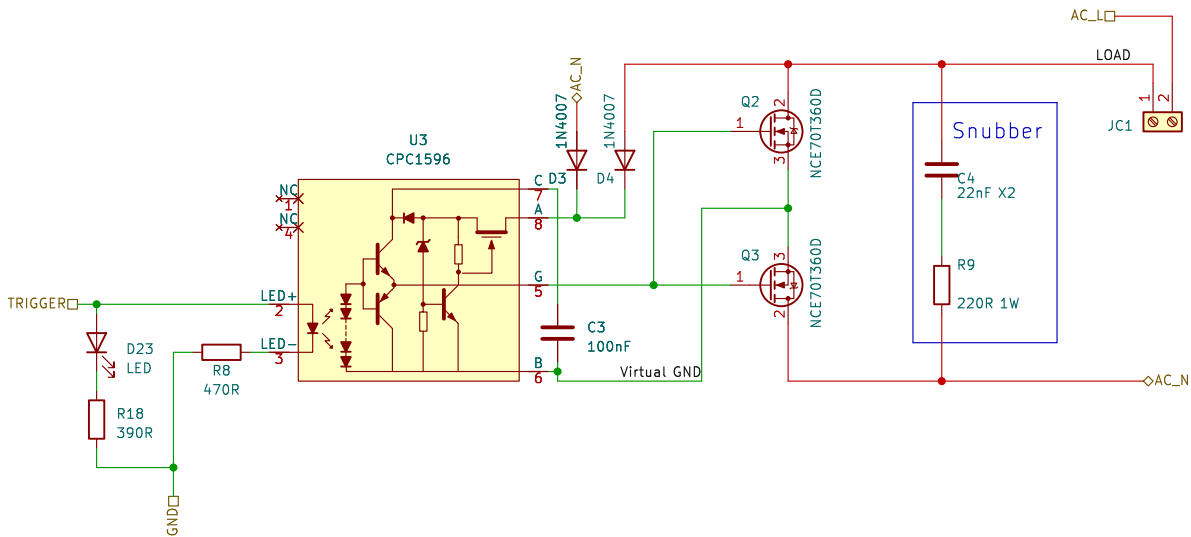 AC_L
LOAD
1
2
JC1
AC_N
1N4007
1N4007
D3
D4
Q2
1
2
3
NCE70T360D
Snubber
C4
22nF X2
R9
220R 1W
U3
CPC1596
NC
1
NC
4
C
7
A
8
G
5
B
6
LED+
2
LED-
3
TRIGGER
D23
LED
R18
390R
R8
470R
GND
C3
100nF
Virtual GND
Q3
1
3
2
NCE70T360D
AC_N